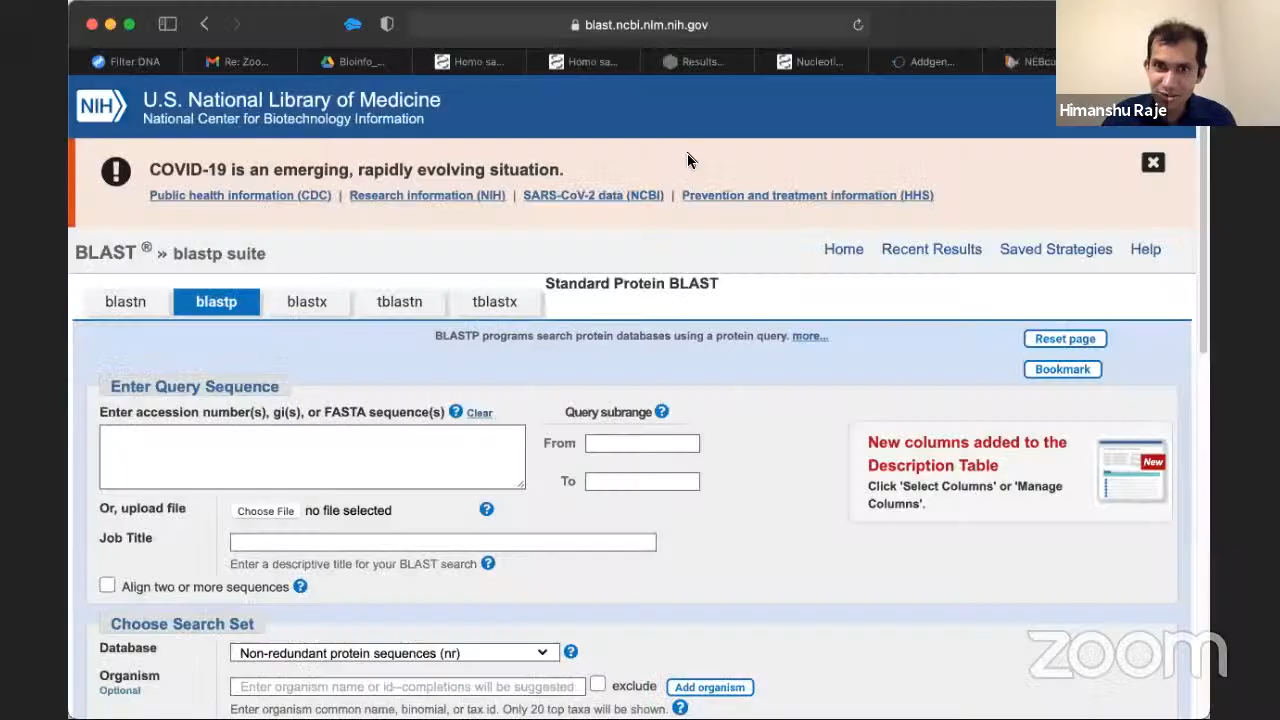 blast.ncbi.nlm.nih.gov
Filter DNA
Re: Zoo...
Bioinfo_...
Homo sa...
Homo sa...
Results...
Nucleoti...
Addgen...
NEBcu
Himanshu Raje
NIH
U.S. National Library of Medicine
National Center for Biotechnology Information
COVID-19 is an emerging, rapidly evolving situation.
Public health information (CDC) | Research information (NIH) | SARS-CoV-2 data (NCBI) | Prevention and treatment information (HHS)
BLAST ® » blastp suite
Home Recent Results Saved Strategies Help
Standard Protein BLAST
blastn blastp blastx tblastn tblastx
BLASTP programs search protein databases using a protein query. more...
Reset page
Bookmark
Enter Query Sequence
Enter accession number(s), gi(s), or FASTA sequence(s) ? Clear
Query subrange ?
From
To
New columns added to the
Description Table
Click 'Select Columns' or 'Manage
Columns'.
New
Or, upload file
Choose File no file selected ?
Job Title
Enter a descriptive title for your BLAST search ?
Align two or more sequences ?
Choose Search Set
Database
Non-redundant protein sequences (nr) ?
Organism
Optional
Enter organism name or id--completions will be suggested
exclude
Add organism
Enter organism common name, binomial, or tax id. Only 20 top taxa will be shown. ?
zoom